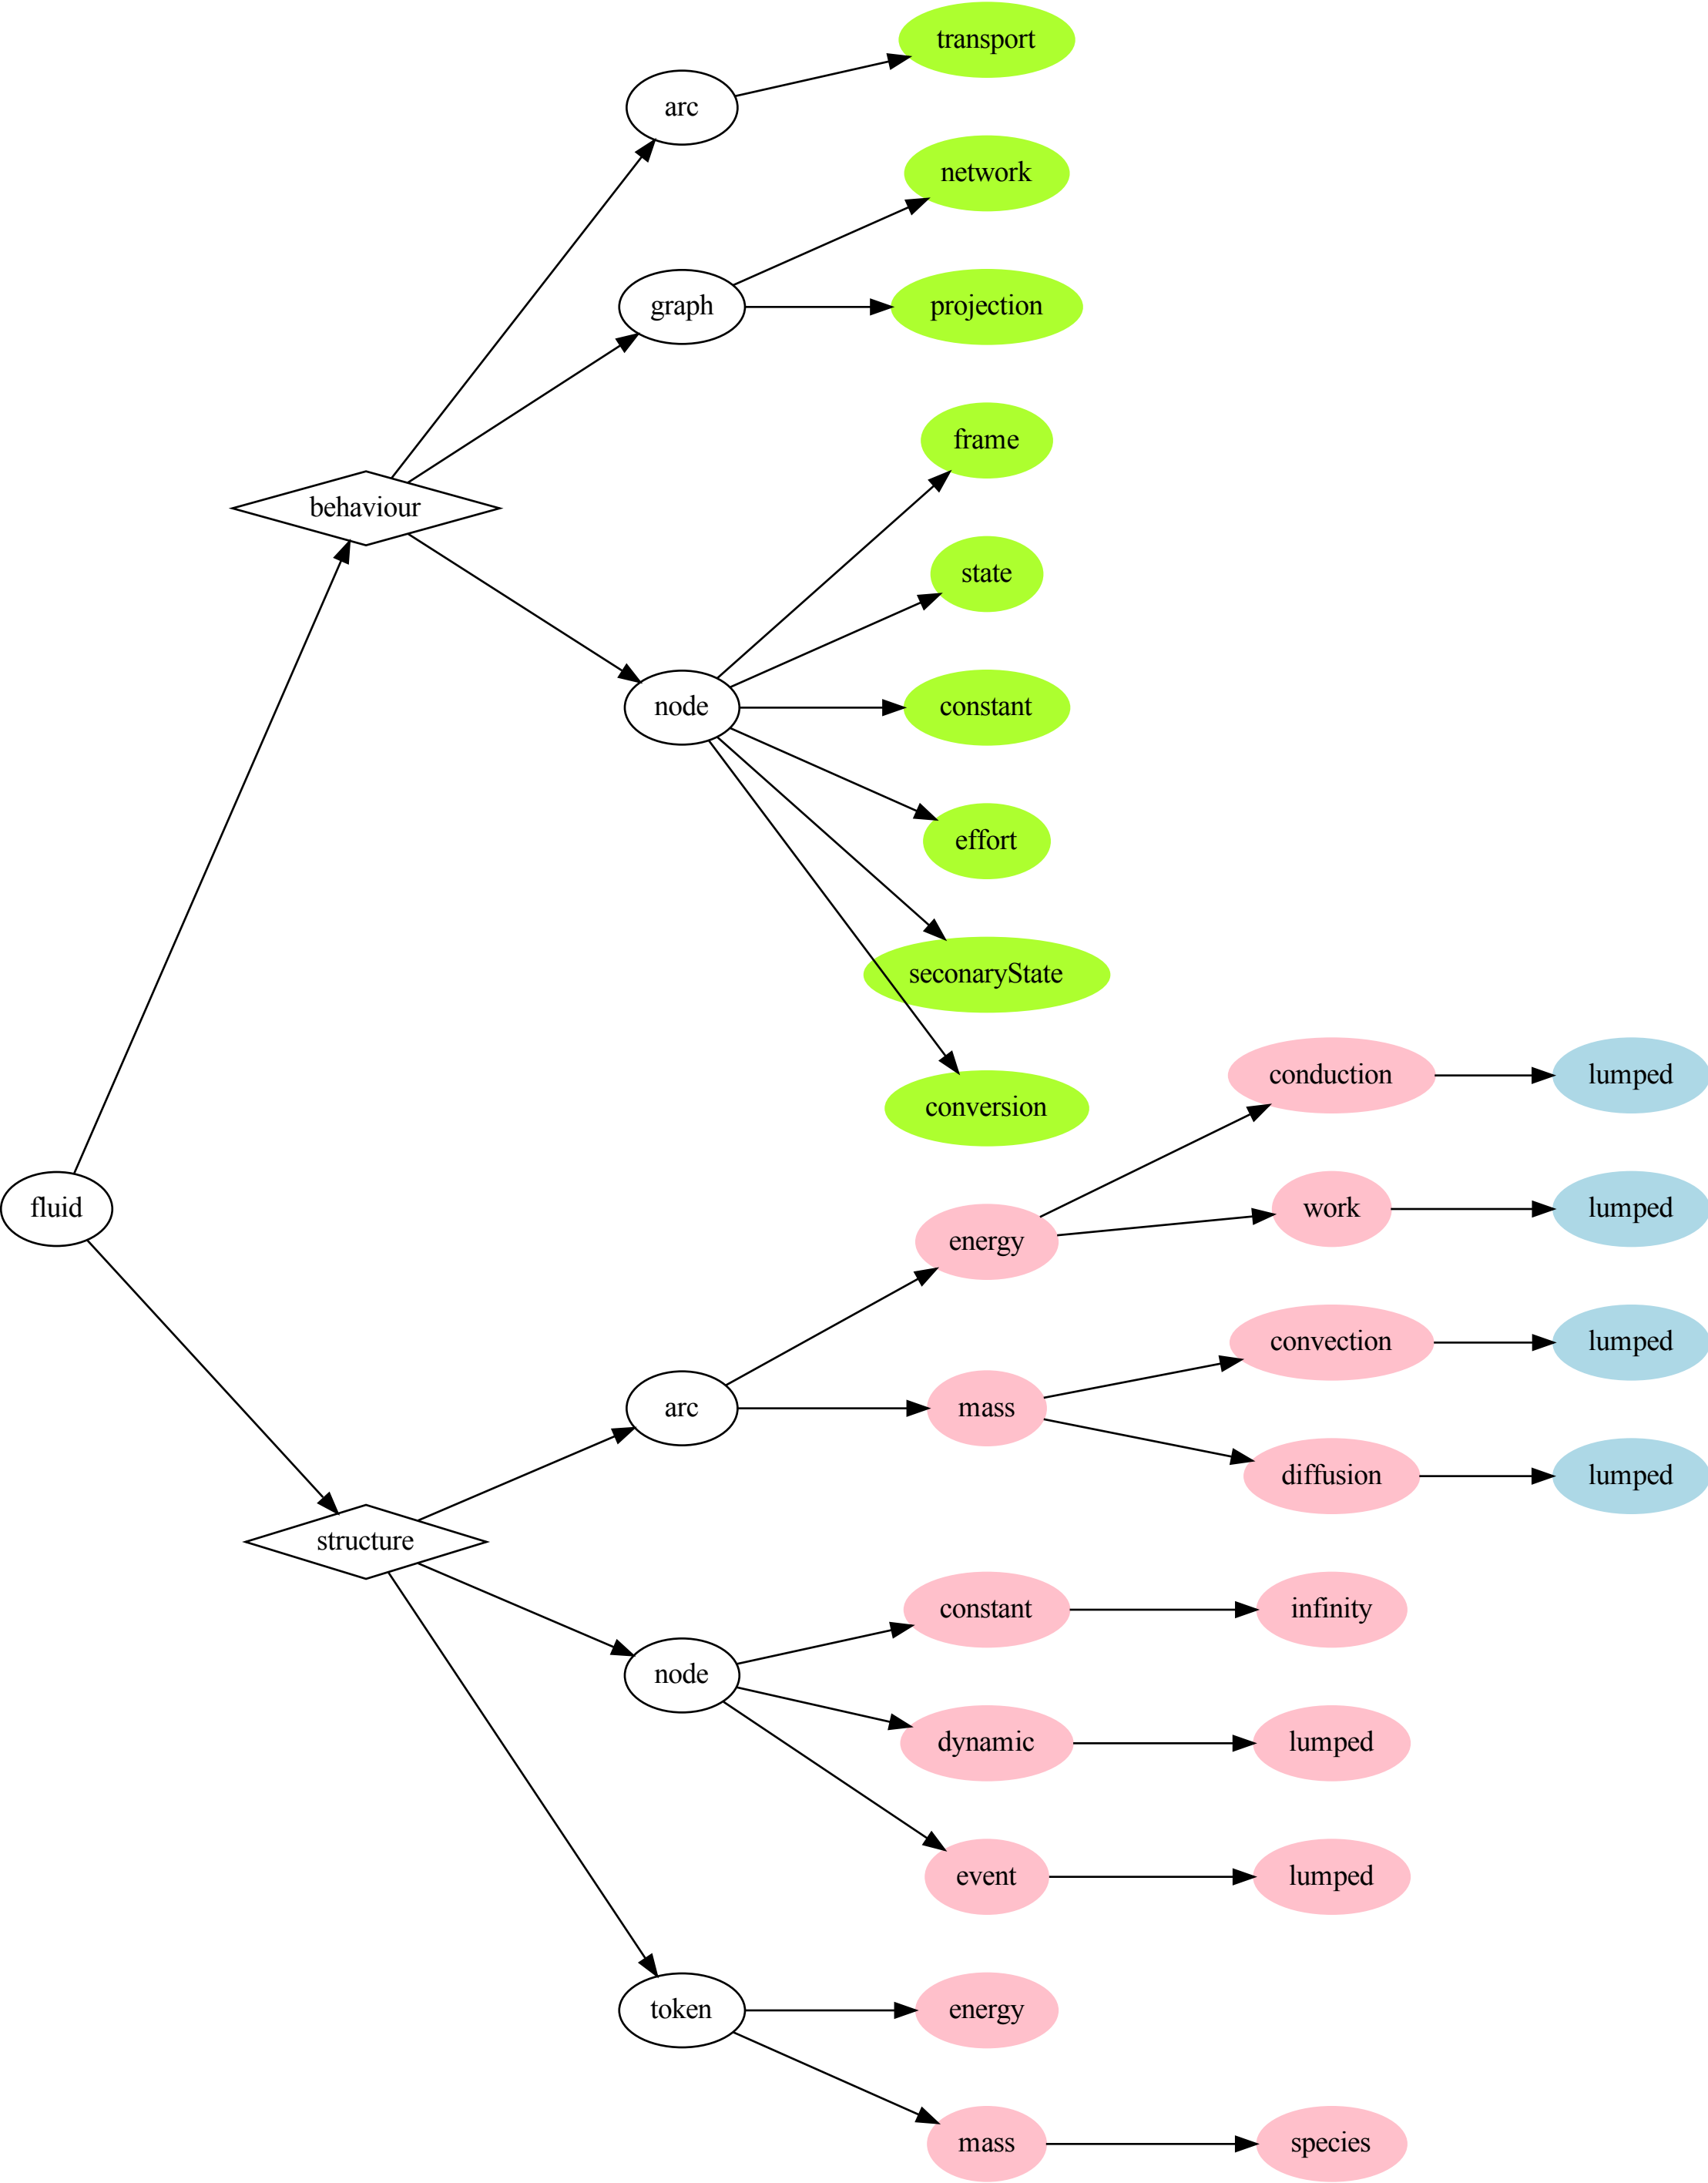 transport
arc
network
graph
projection
frame
behaviour
state
node
constant
effort
seconaryState
conduction
lumped
conversion
fluid
work
lumped
energy
convection
lumped
arc
mass
diffusion
lumped
structure
constant
infinity
node
dynamic
lumped
event
lumped
token
energy
mass
species